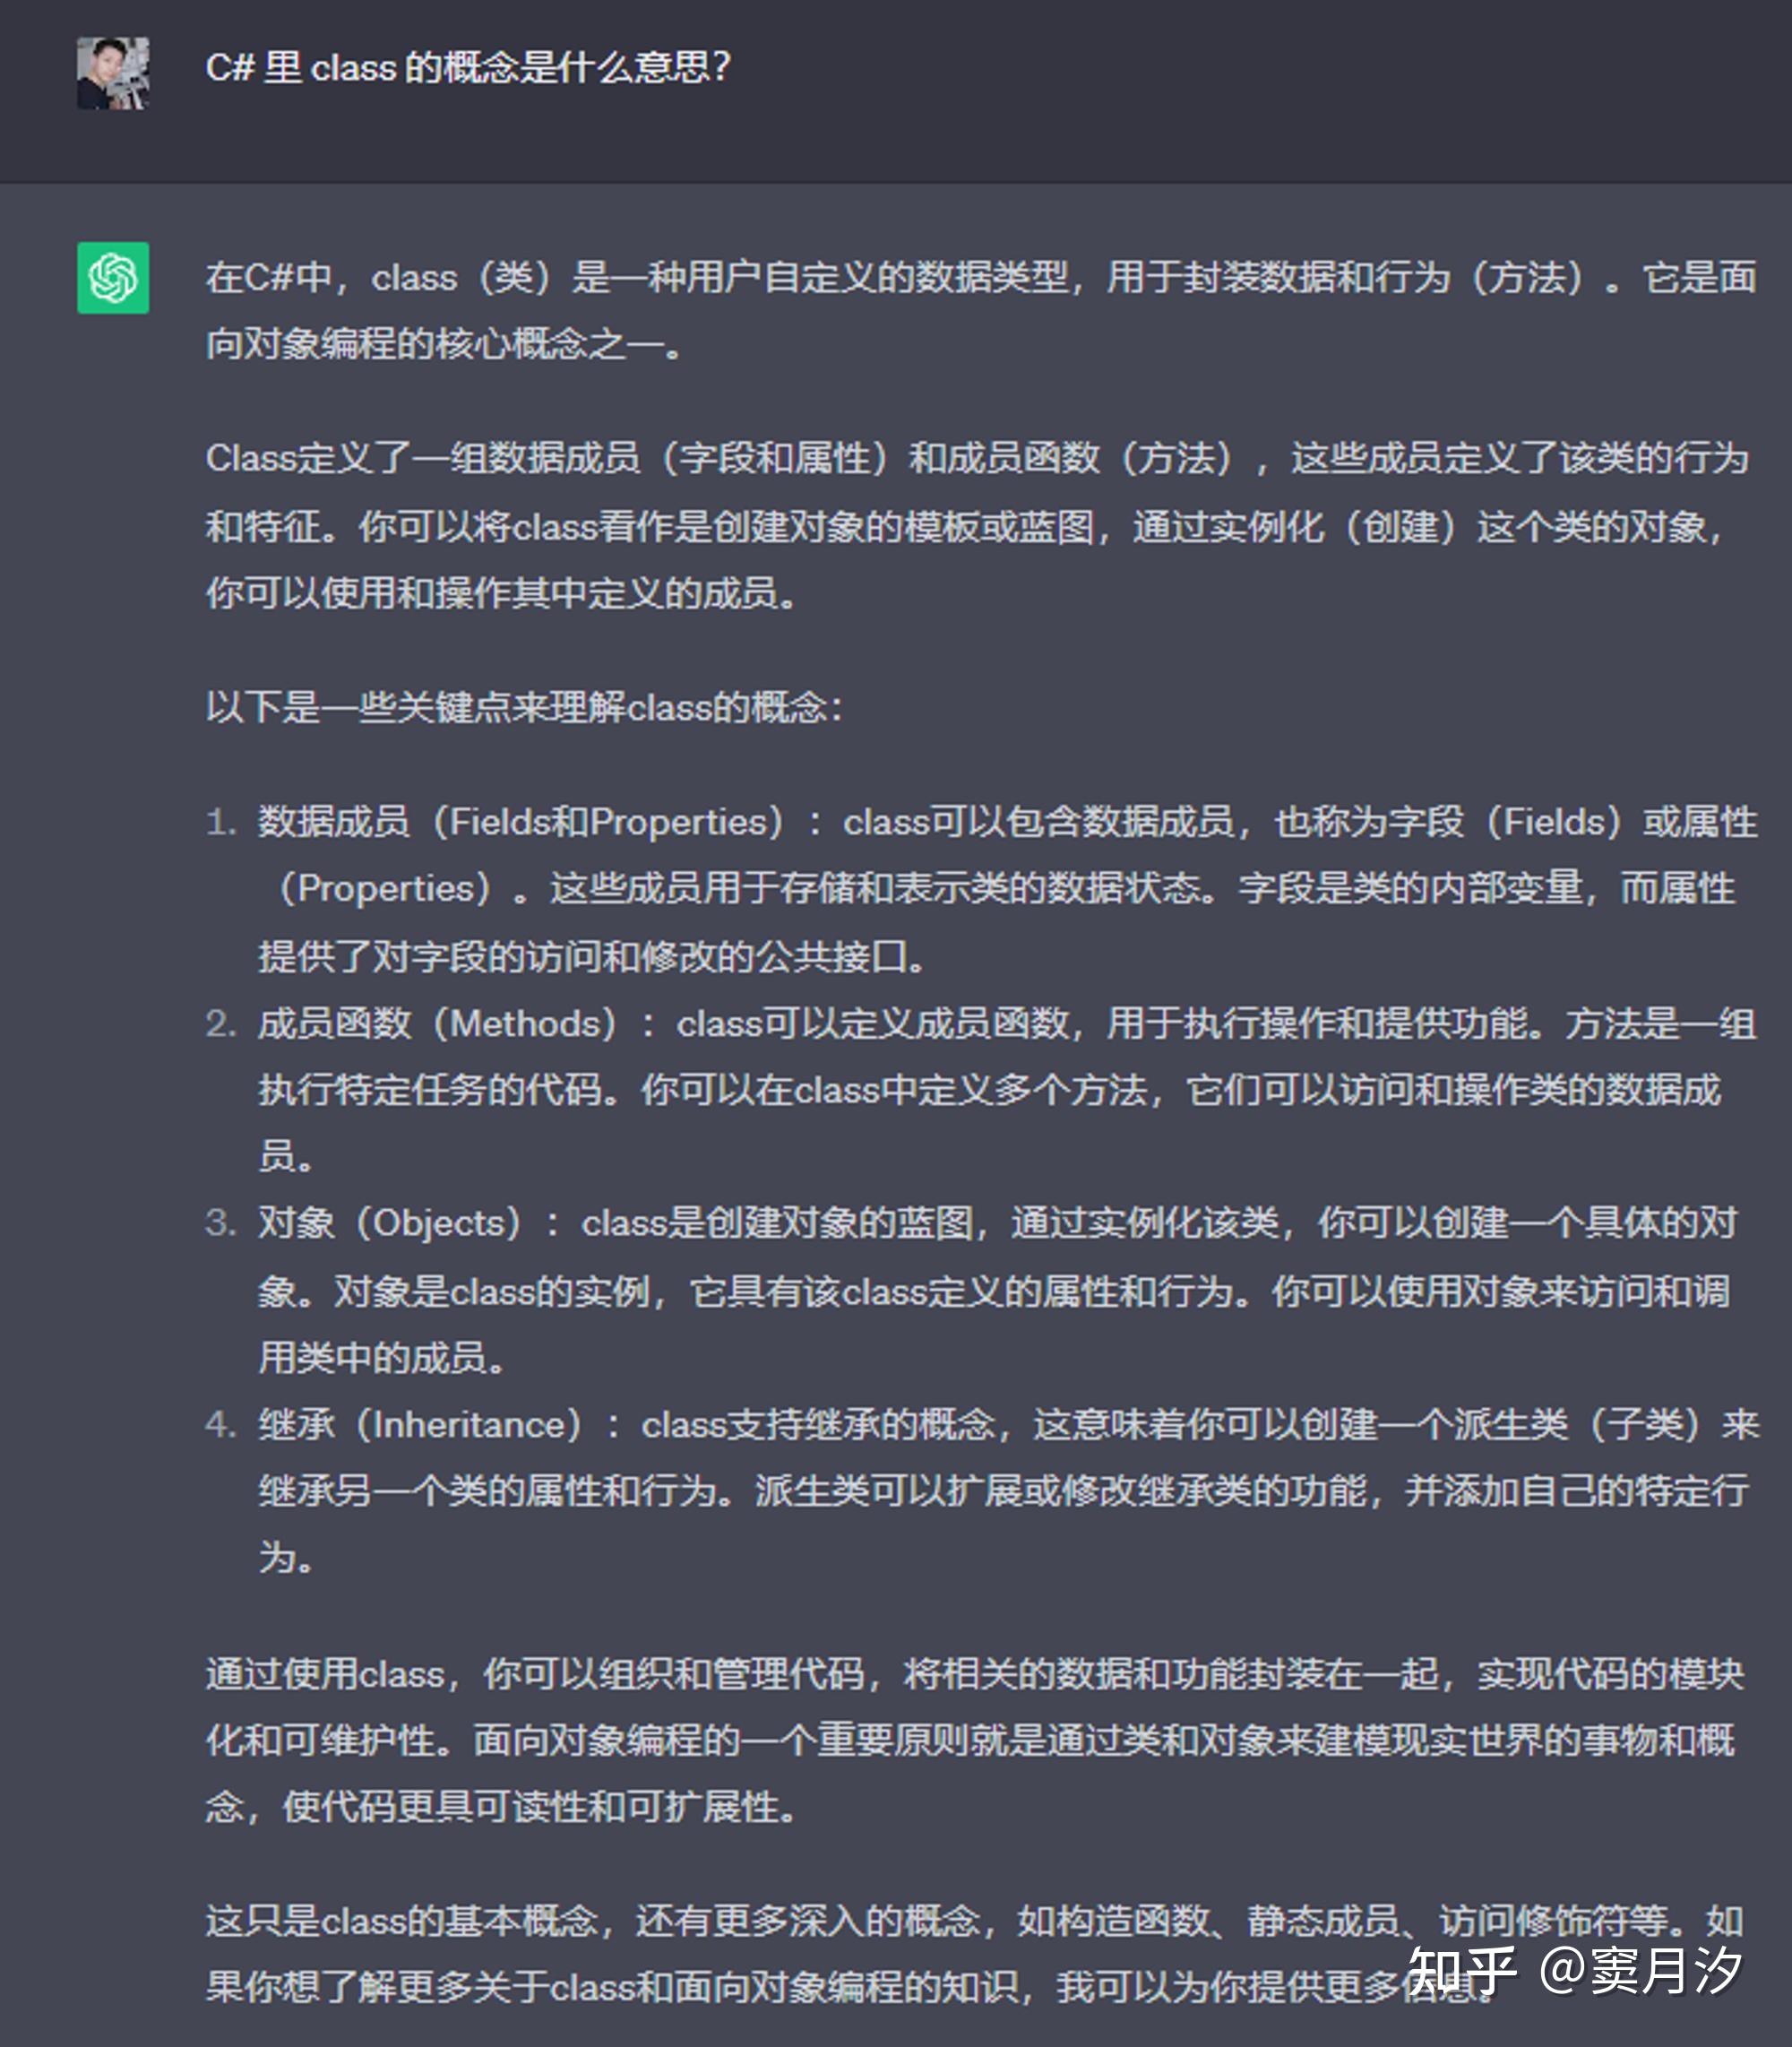 C# 里 class 的概念是什么意思？
在C#中，class（类）是一种用户自定义的数据类型，用于封装数据和行为（方法）。它是面
向对象编程的核心概念之一。
Class定义了一组数据成员（字段和属性）和成员函数（方法），这些成员定义了该类的行为
和特征。你可以将class看作是创建对象的模板或蓝图，通过实例化（创建）这个类的对象，
你可以使用和操作其中定义的成员。
以下是一些关键点来理解class的概念：
1. 数据成员（Fields和Properties）：class可以包含数据成员，也称为字段（Fields）或属性
（Properties）。这些成员用于存储和表示类的数据状态。字段是类的内部变量，而属性
提供了对字段的访问和修改的公共接口。
2. 成员函数（Methods）：class可以定义成员函数，用于执行操作和提供功能。方法是一组
执行特定任务的代码。你可以在class中定义多个方法，它们可以访问和操作类的数据成
员。
3. 对象（Objects）：class是创建对象的蓝图，通过实例化该类，你可以创建一个具体的对
象。对象是class的实例，它具有该class定义的属性和行为。你可以使用对象来访问和调
用类中的成员。
4. 继承（Inheritance）：class支持继承的概念，这意味着你可以创建一个派生类（子类）来
继承另一个类的属性和行为。派生类可以扩展或修改继承类的功能，并添加自己的特定行
为。
通过使用class，你可以组织和管理代码，将相关的数据和功能封装在一起，实现代码的模块
化和可维护性。面向对象编程的一个重要原则就是通过类和对象来建模现实世界的事物和概
念，使代码更具可读性和可扩展性。
这只是class的基本概念，还有更多深入的概念，如构造函数、静态成员、访问修饰符等。如
果你想了解更多关于class和面向对象编程的知识，我可以为你提供更多信息。
知乎 @窦月汐